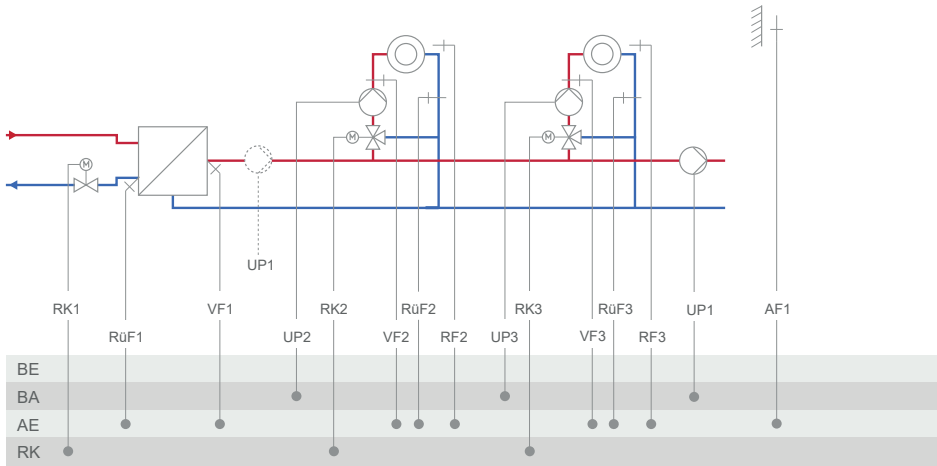 M
M
M
UP1
RK1
VF1
RK2
RüF2
RK3
RüF3
UP1
AF1
RüF1
UP2
VF2
RF2
UP3
VF3
RF3
BE
BA
AE
RK